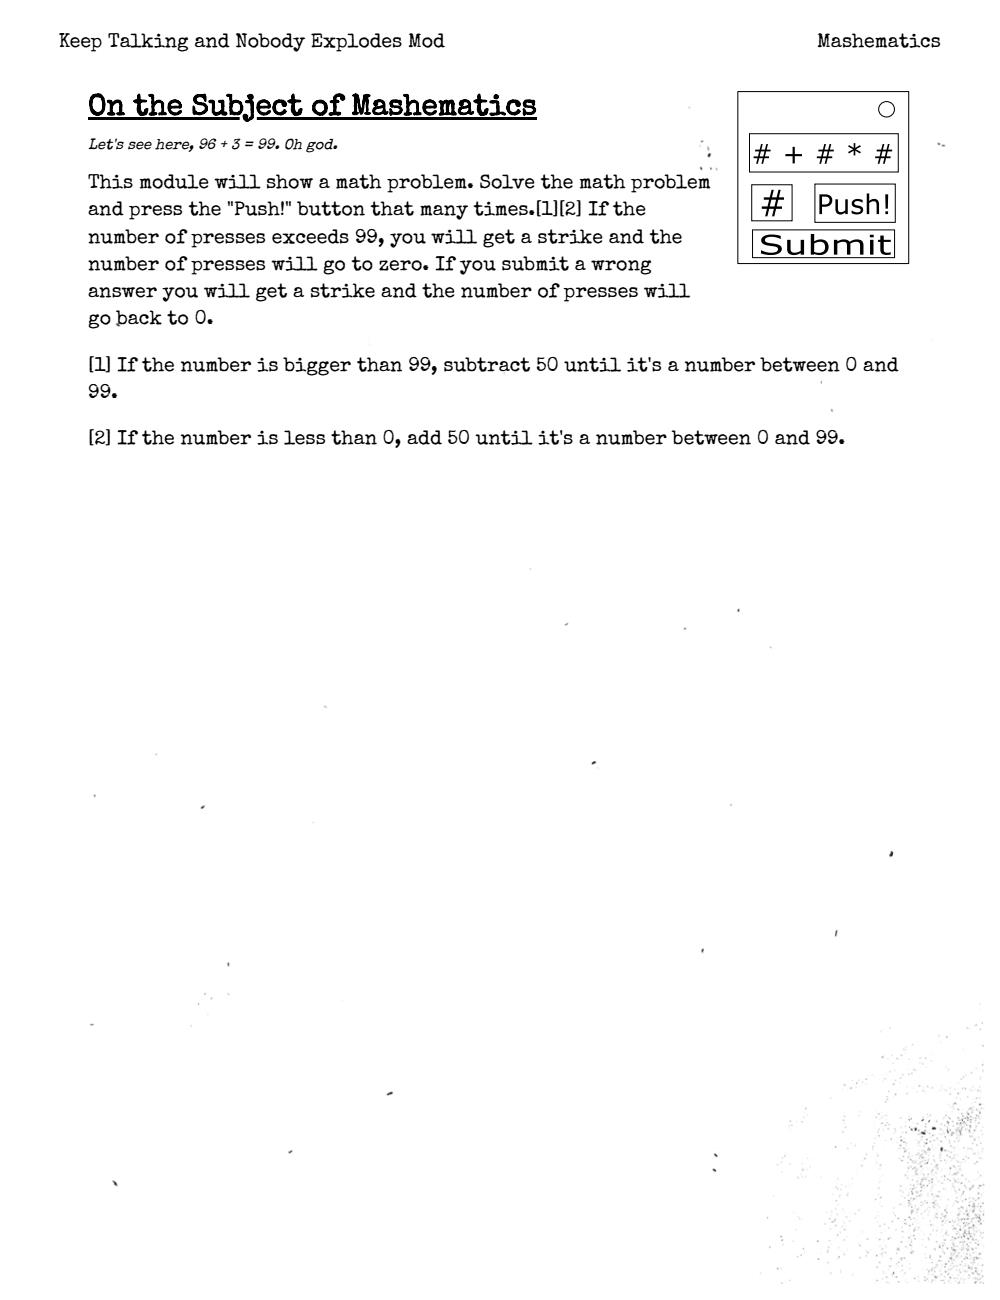 Keep Talking and Nobody Explodes Mod
Mashematics
On the Subject of Mashematics
Let's see here, 96 + 3 = 99. Oh god.
This module will show a math problem. Solve the math problem
and press the "Push!" button that many times.[1][2] If the
number of presses exceeds 99, you will get a strike and the
number of presses will go to zero. If you submit a wrong
answer you will get a strike and the number of presses will
go back to 0.
# + # * #
# Push!
Submit
[1] If the number is bigger than 99, subtract 50 until it's a number between 0 and
99.
[2] If the number is less than 0, add 50 until it's a number between 0 and 99.